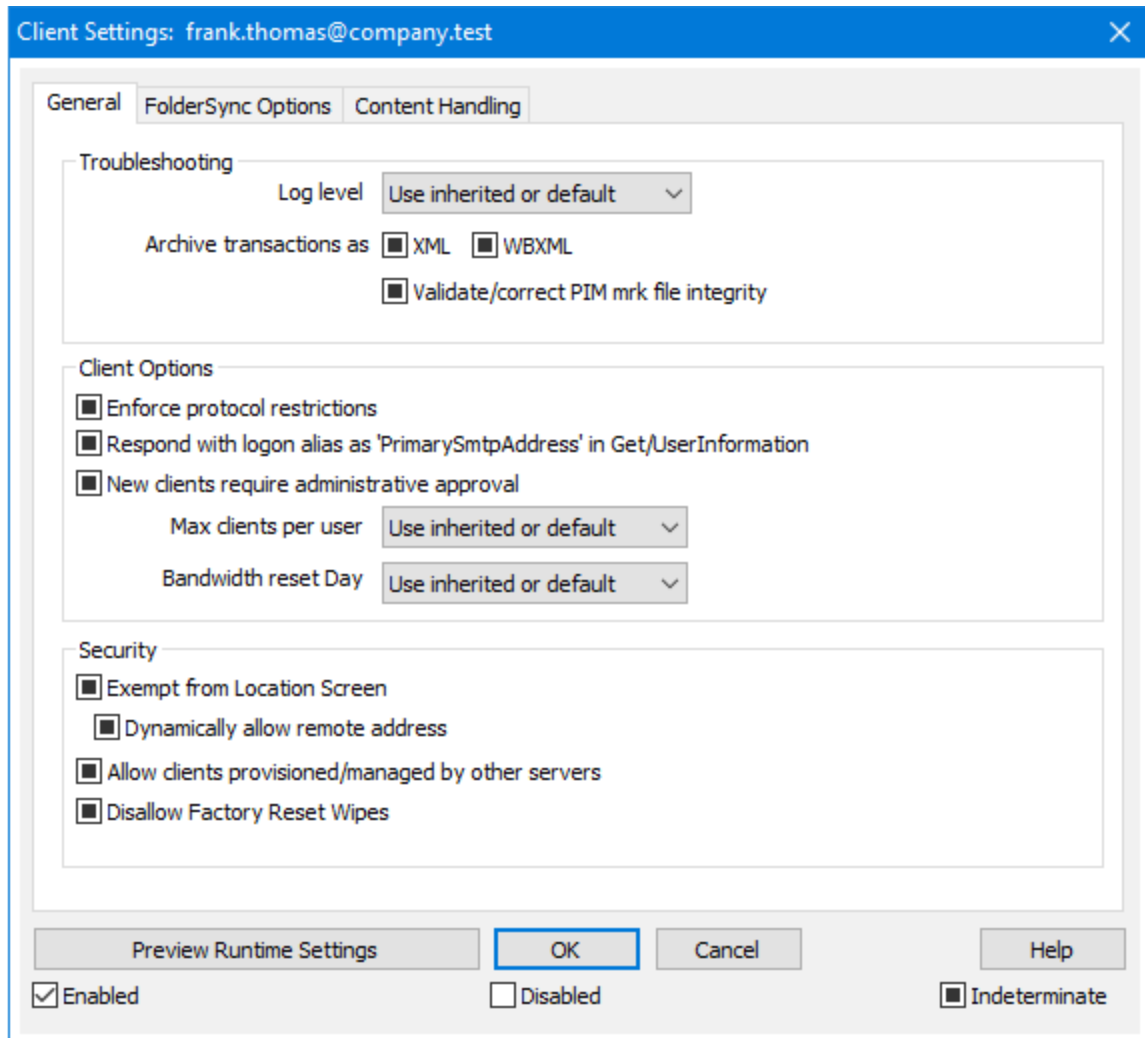 Client Settings: frank.thomas@company.test
General FolderSync Options Content Handling
Troubleshooting
Log level Use inherited or default
Archive transactions as XML WBXML
Validate/correct PIM mrk file integrity
Client Options
Enforce protocol restrictions
Respond with logon alias as 'PrimarySmtpAddress' in Get/UserInformation
New clients require administrative approval
Max clients per user Use inherited or default
Bandwidth reset Day Use inherited or default
Security
Exempt from Location Screen
Dynamically allow remote address
Allow clients provisioned/managed by other servers
Disallow Factory Reset Wipes
Preview Runtime Settings OK Cancel Help
Enabled Disabled Indeterminate